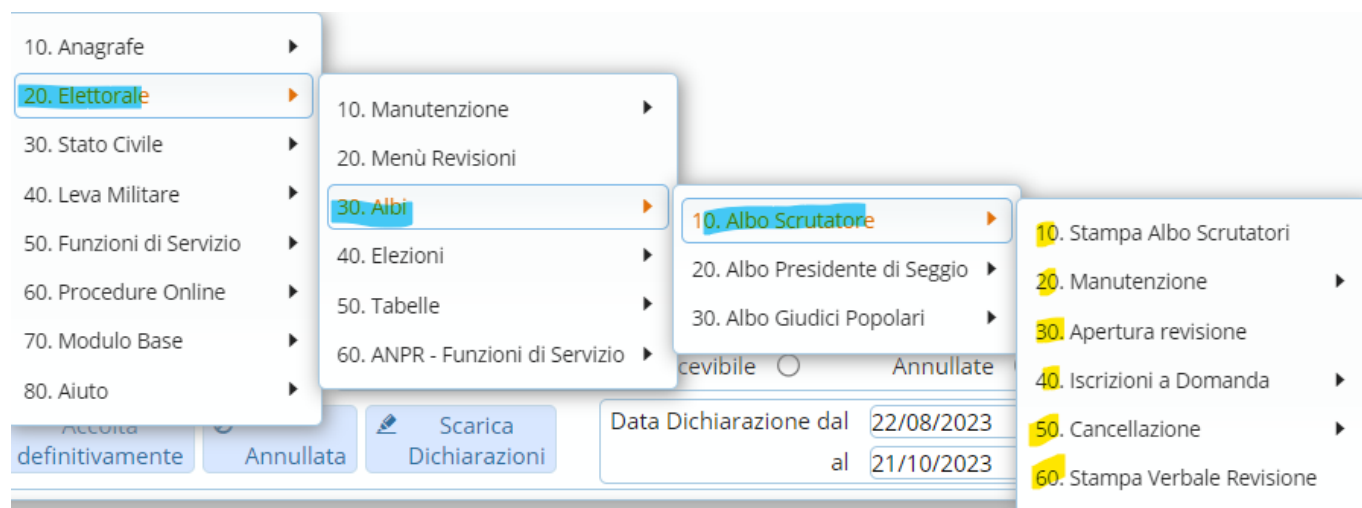 10. Anagrafe
20. Elettorale
30. Stato Civile
40. Leva Militare
50. Funzioni di Servizio
60. Procedure Online
70. Modulo Base
80. Aiuto
10. Manutenzione
20. Menù Revisioni
30. Albi
40. Elezioni
50. Tabelle
60. ANPR - Funzioni di Servizio
10. Albo Scrutatore
20. Albo Presidente di Seggio
30. Albo Giudici Popolari
10. Stampa Albo Scrutatori
20. Manutenzione
30. Apertura revisione
40. Iscrizioni a Domanda
50. Cancellazione
60. Stampa Verbale Revisione
cevibile
Annullate
definitivamente
Annullata
Scarica
Dichiarazioni
Data Dichiarazione dal 22/08/2023
al 21/10/2023